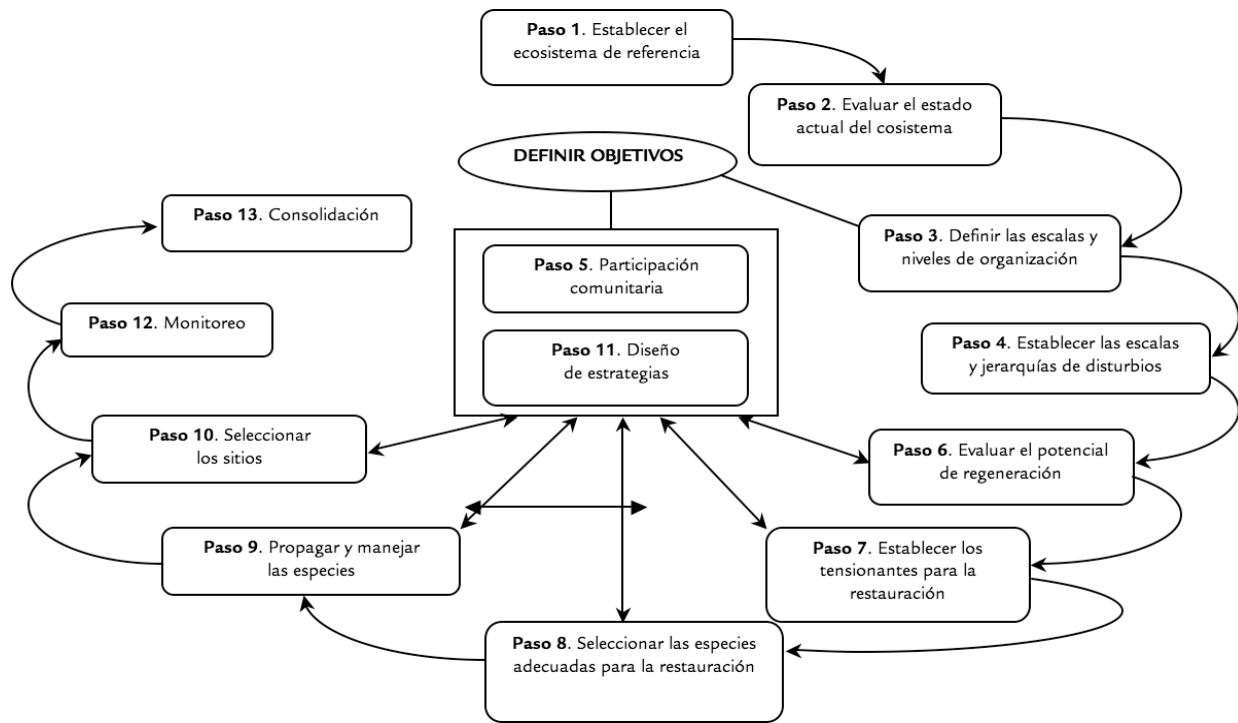 Paso 1. Establecer el
ecosistema de referencia
Paso 2. Evaluar el estado
actual del cosistema
DEFINIR OBJETIVOS
Paso 13. Consolidación
Paso 3. Definir las escalas y
niveles de organización
Paso 5. Participación
comunitaria
Paso 12. Monitoreo
Paso 11. Diseño
de estrategias
Paso 4. Establecer las escalas
y jerarquías de disturbios
Paso 10. Seleccionar
los sitios
Paso 6. Evaluar el potencial
de regeneración
Paso 9. Propagar y manejar
las especies
Paso 7. Establecer los
tensionantes para la
restauración
Paso 8. Seleccionar las especies
adecuadas para la restauración